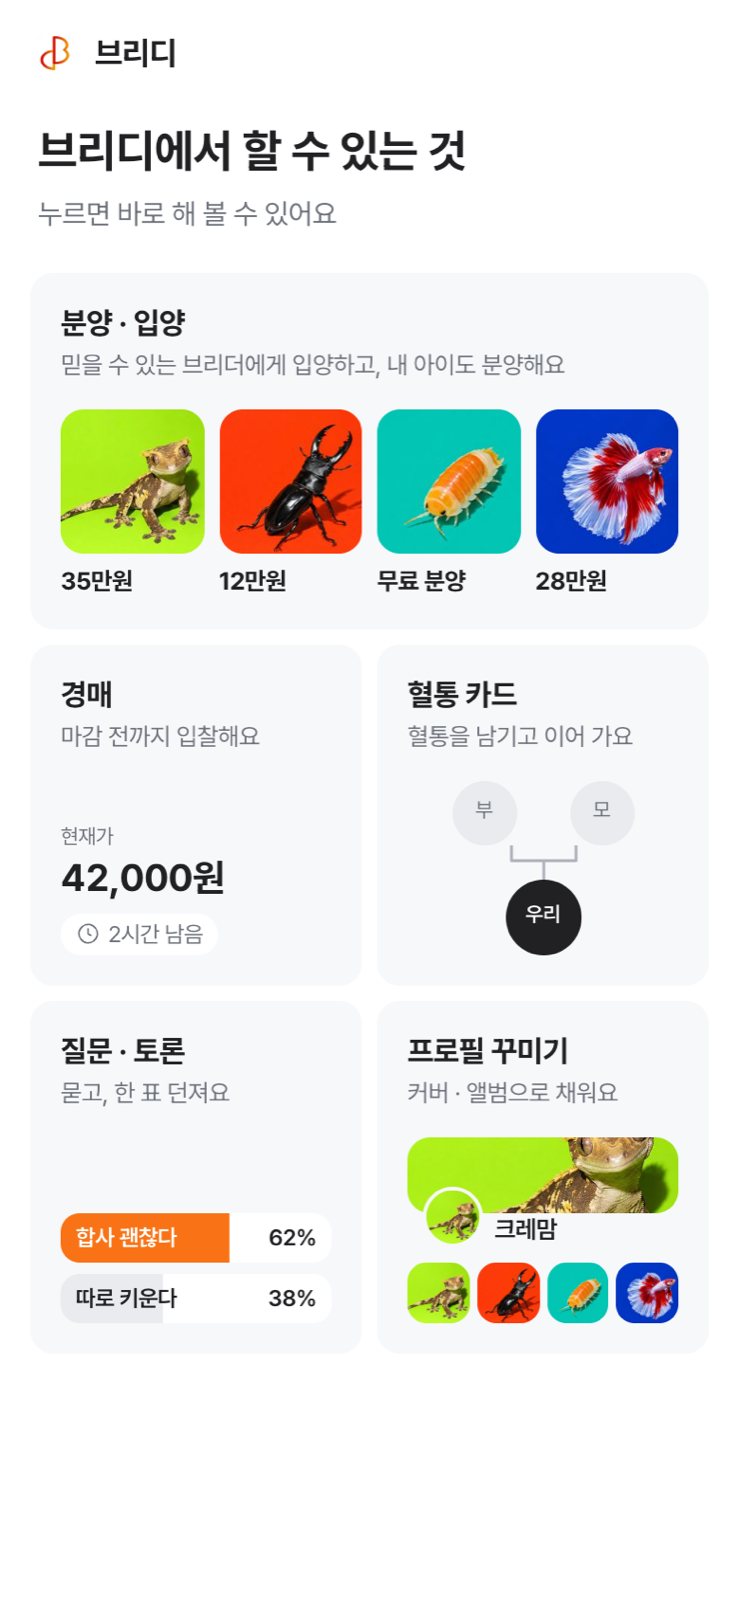 브리디
브리디에서 할 수 있는 것
누르면 바로 해 볼 수 있어요
분양 · 입양
믿을 수 있는 브리더에게 입양하고, 내 아이도 분양해요
35만원
12만원
무료 분양
28만원
경매
마감 전까지 입찰해요
현재가
42,000원
2시간 남음
혈통 카드
혈통을 남기고 이어 가요
부
모
우리
질문 · 토론
묻고, 한 표 던져요
합사 괜찮다 62%
따로 키운다 38%
프로필 꾸미기
커버 · 앨범으로 채워요
크레맘